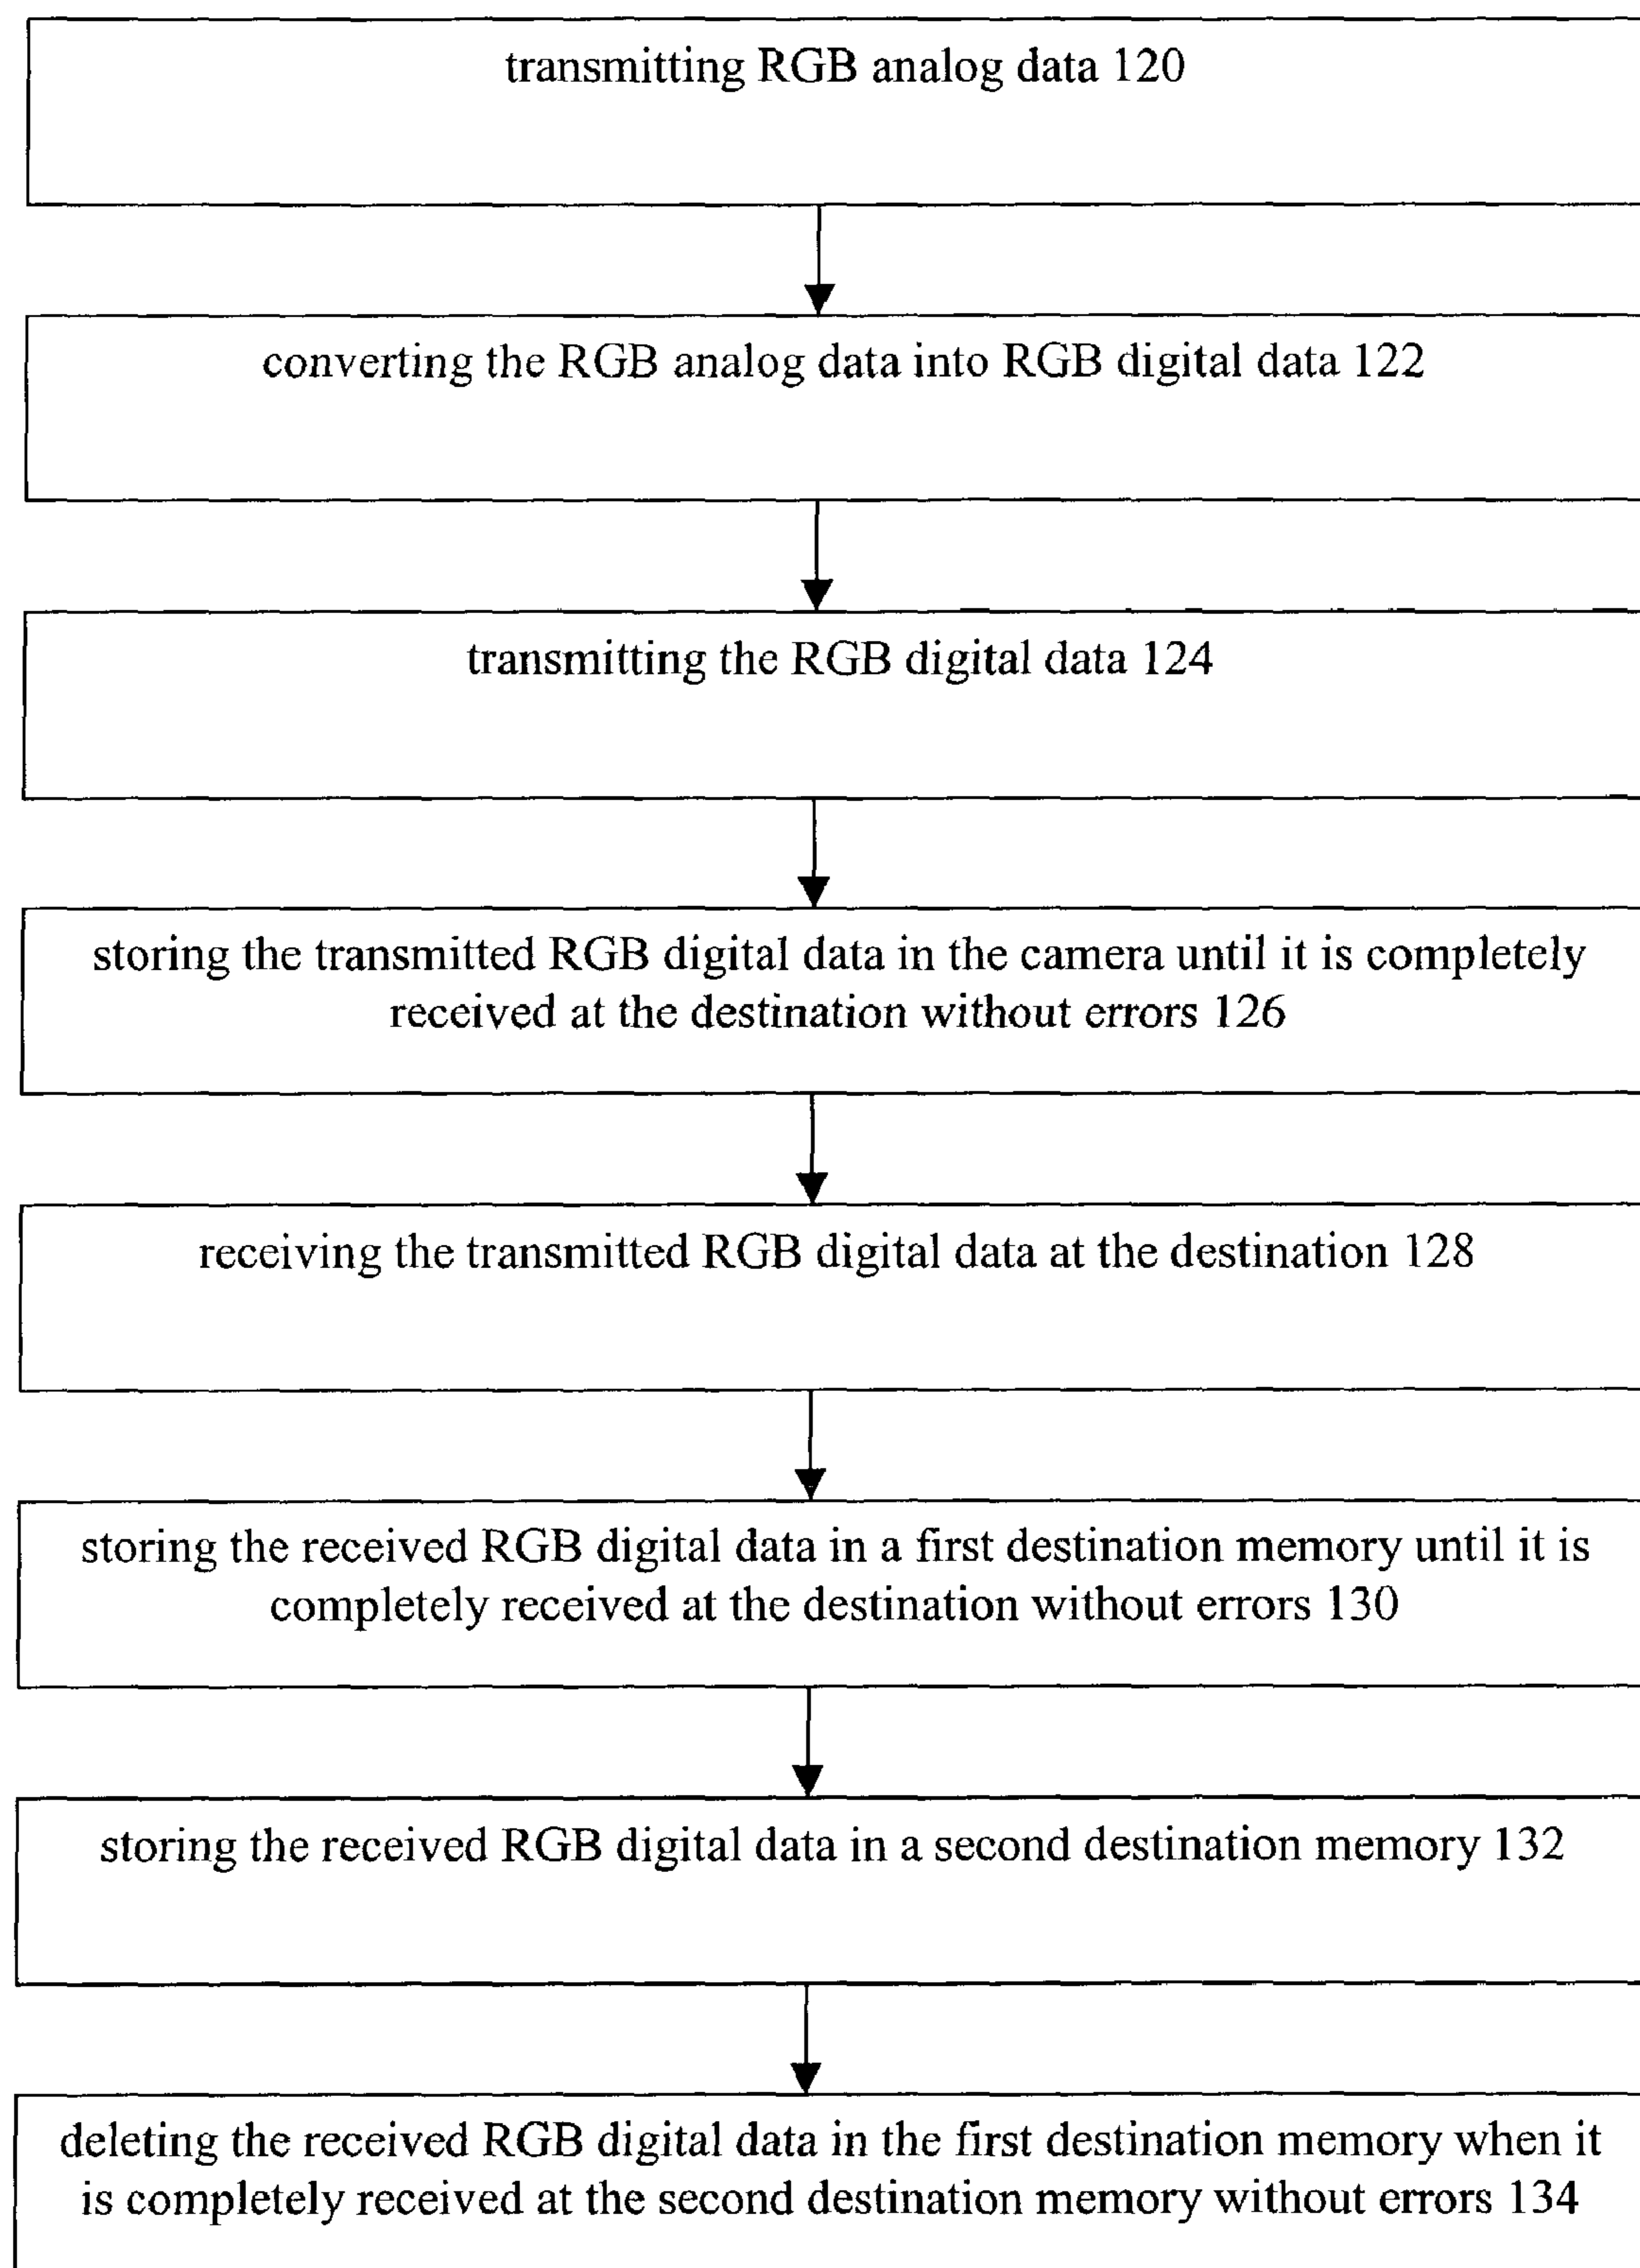 transmitting RGB analog data 120
converting the RGB analog data into RGB digital data 122
transmitting the RGB digital data 124
storing the transmitted RGB digital data in the camera until it is completely
received at the destination without errors 126
receiving the transmitted RGB digital data at the destination 128
storing the received RGB digital data in a first destination memory until it is
completely received at the destination without errors 130
storing the received RGB digital data in a second destination memory 132
deleting the received RGB digital data in the first destination memory when it
is completely received at the second destination memory without errors 134